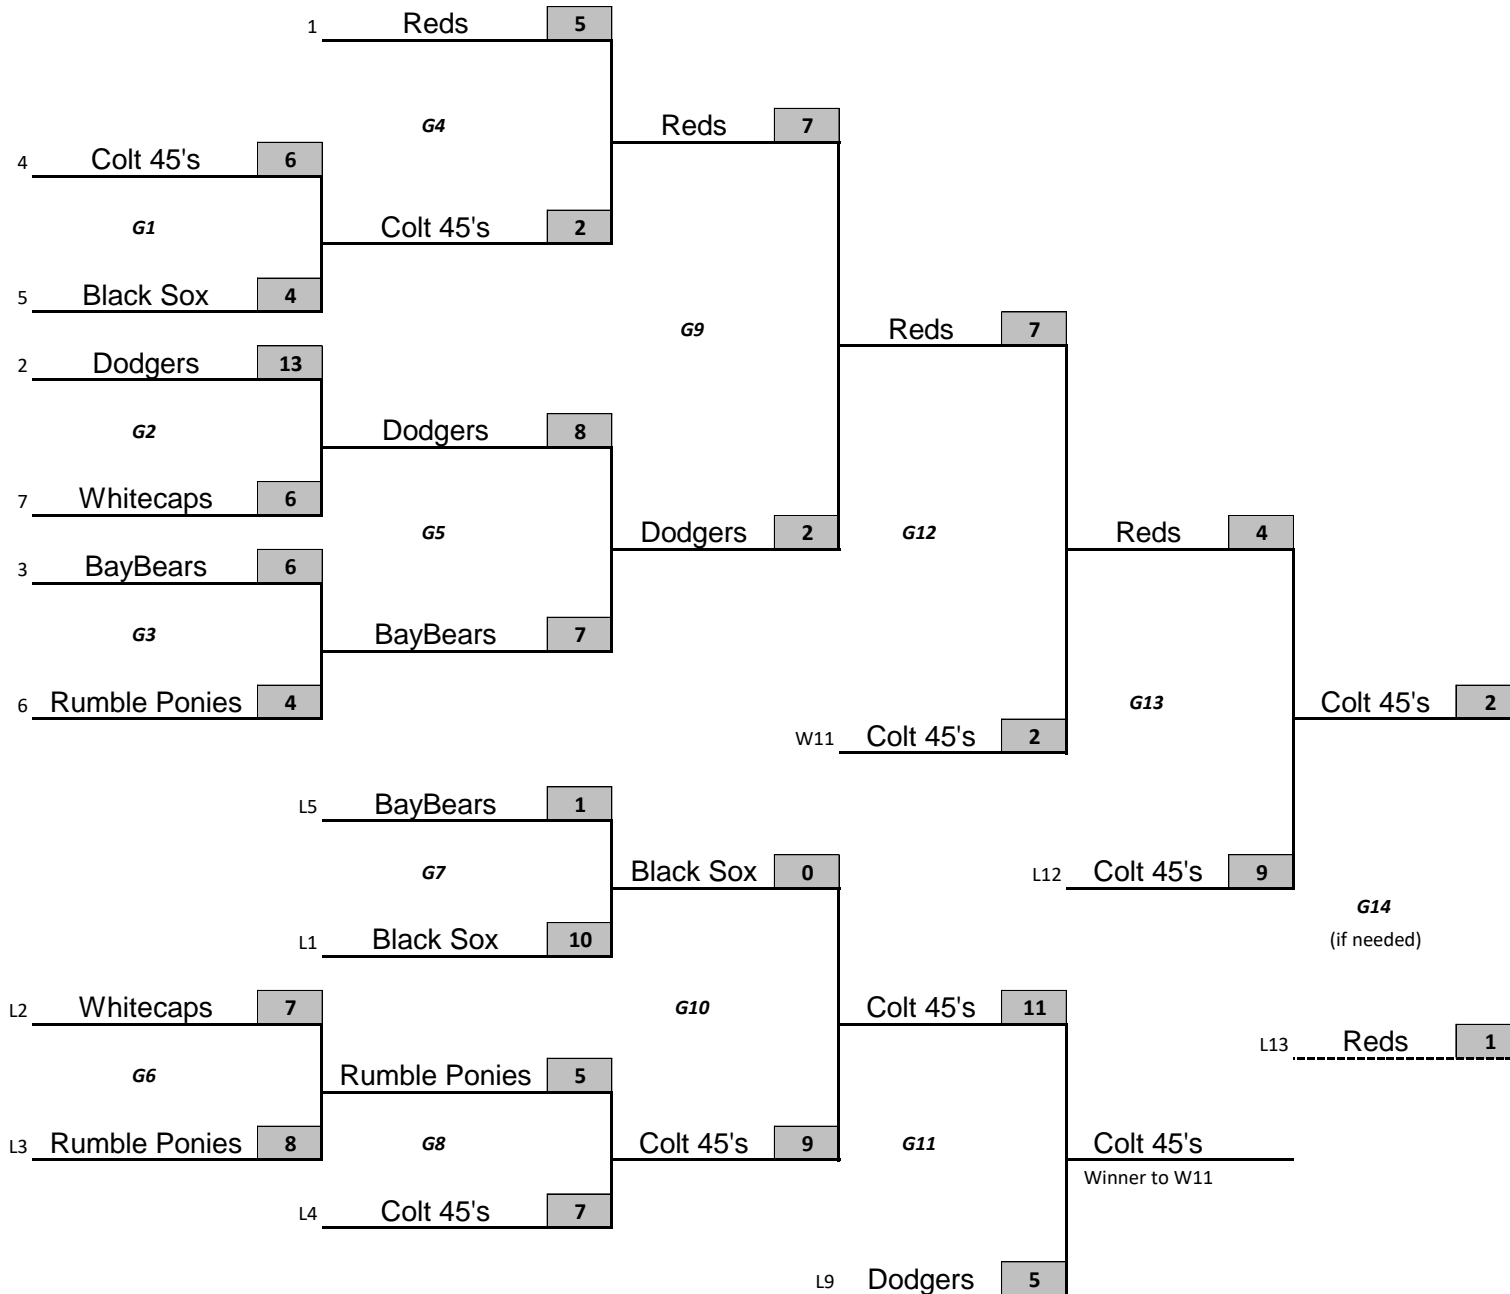 1 Reds 5
G4
Reds 7
4 Colt 45's 6
G1
Colt 45's 2
5 Black Sox 4
G9
Reds 7
2 Dodgers 13
G2
Dodgers 8
7 Whitecaps 6
G5
Dodgers 2
G12
Reds 4
3 BayBears 6
G3
BayBears 7
6 Rumble Ponies 4
G13
Colt 45's 2
W11 Colt 45's 2
L5 BayBears 1
G7
Black Sox 0
L12 Colt 45's 9
G14
(if needed)
L1 Black Sox 10
L2 Whitecaps 7
G10
Colt 45's 11
L13 Reds 1
G6
Rumble Ponies 5
L3 Rumble Ponies 8
G8
Colt 45's 9
G11
Colt 45's
Winner to W11
L4 Colt 45's 7
L9 Dodgers 5